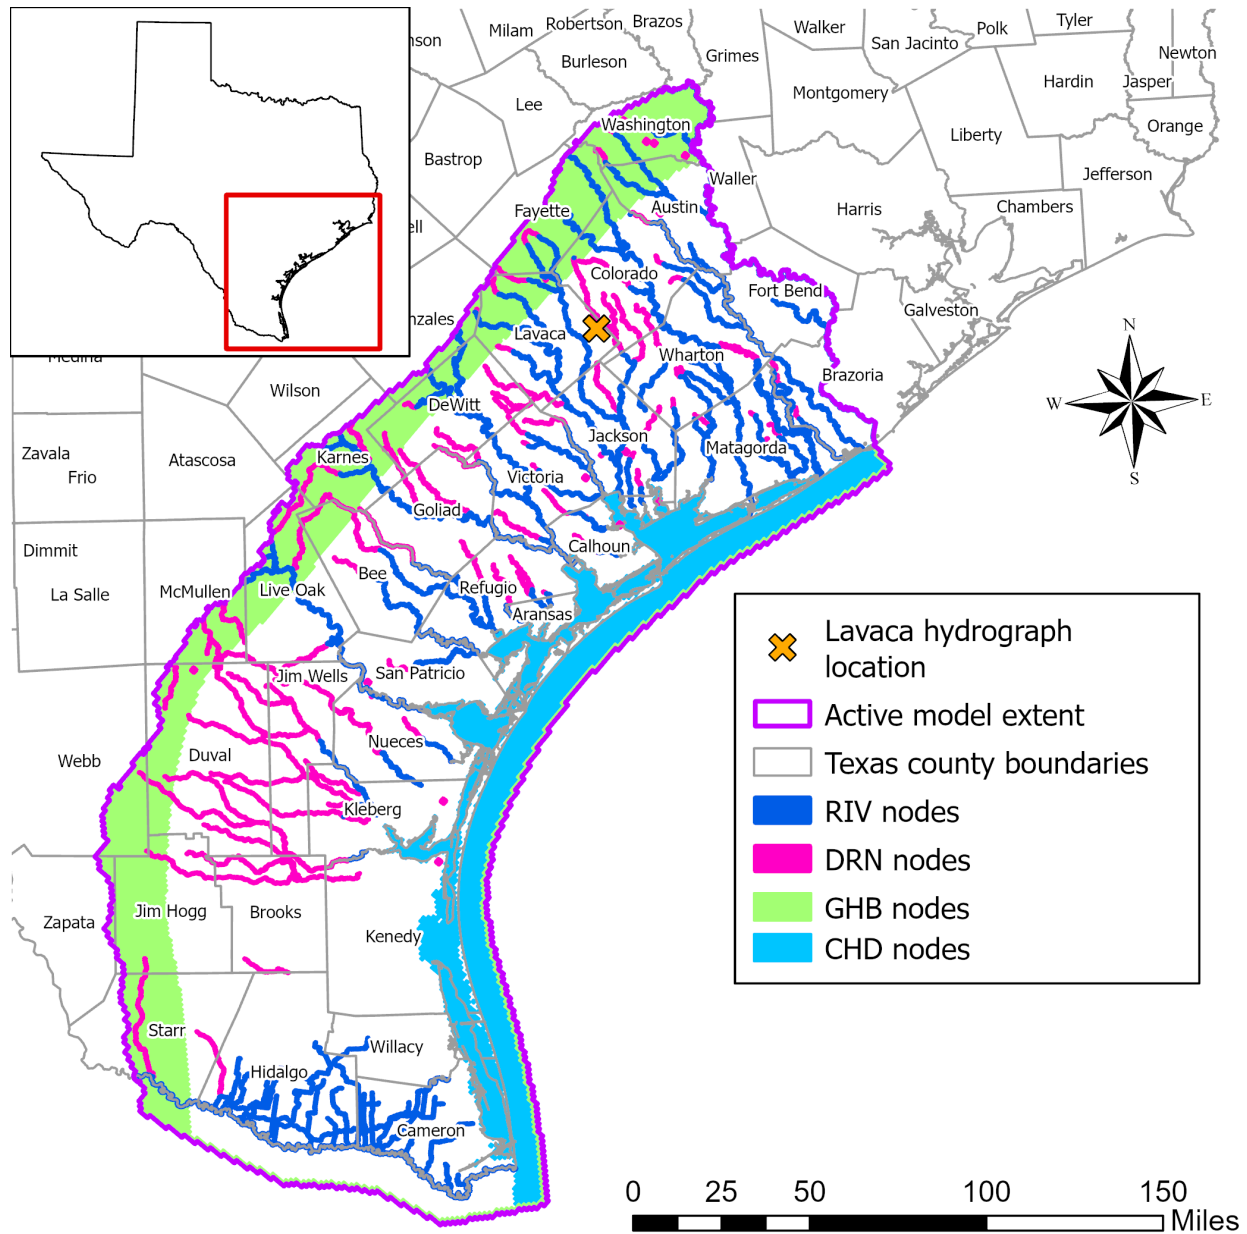 Milam
Robertson
Brazos
Walker
San Jacinto
Polk
Tyler
Newton
Burleson
Grimes
Hardin
Jasper
Lee
Montgomery
Washington
Orange
Liberty
Bastrop
Jefferson
Waller
Fayette
Austin
Harris
Chambers
Colorado
Fort Bend
Galveston
Lavaca
Wharton
Brazoria
Wilson
DeWitt
Jackson
Matagorda
Zavala
Frio
Atascosa
Karnes
Victoria
Goliad
Dimmit
Calhoun
La Salle
McMullen
Live Oak
Bee
Refugio
Aransas
Jim Wells
San Patricio
Webb
Duval
Nueces
Kleberg
Zapata
Jim Hogg
Brooks
Kenedy
Starr
Hidalgo
Willacy
Cameron
N
W
E
S
Lavaca hydrograph
location
Active model extent
Texas county boundaries
RIV nodes
DRN nodes
GHB nodes
CHD nodes
0 25 50 100 150
Miles